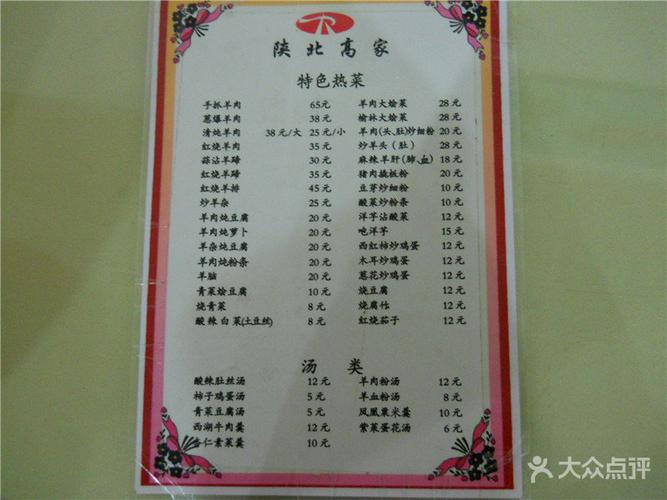 陕北高家
特色热菜
手抓羊肉 65元
葱爆羊肉 38元
清炖羊肉 38元/大 25元/小
红烧羊肉 35元
蒜沾羊蹄 30元
红烧羊蹄 35元
红烧羊排 45元
炒羊杂 25元
羊肉炖豆腐 20元
羊肉炖萝卜 20元
羊杂炖豆腐 20元
羊肉炖粉条 20元
羊脑 20元
青菜烩豆腐 10元
烧青菜 8元
酸辣白菜(土豆丝) 8元
羊肉大烩菜 28元
榆林大烩菜 28元
羊肉(头、肚)炒细粉 20元
炒羊头(肚) 28元
麻辣羊肝(肺、血) 18元
猪肉撬板粉 20元
豆芽炒细粉 10元
酸菜炒粉条 10元
洋芋沾酸菜 12元
吃洋芋 15元
西红柿炒鸡蛋 12元
木耳炒鸡蛋 12元
葱花炒鸡蛋 12元
烧豆腐 12元
烧腐竹 12元
红烧茄子 12元
汤类
酸辣肚丝汤 12元
柿子鸡蛋汤 5元
青菜豆腐汤 5元
西湖牛肉羹 12元
杏仁素菜羹 10元
羊肉粉汤 12元
羊血粉汤 8元
凤凰粟米羹 10元
紫菜蛋花汤 6元
大众点评